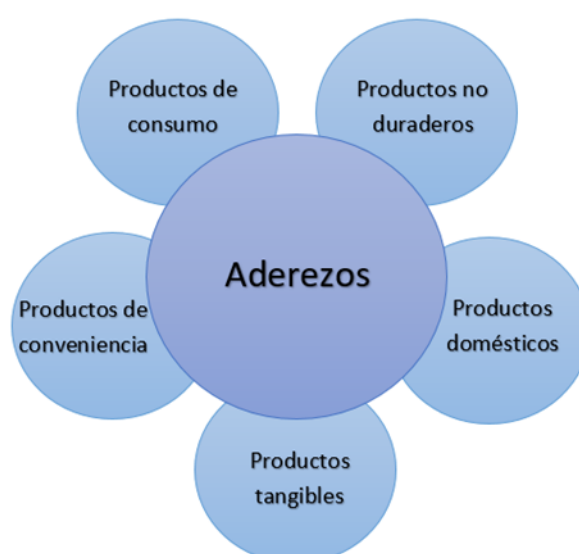 Productos de
consumo
Productos no
duraderos
Aderezos
Productos de
conveniencia
Productos
domésticos
Productos
tangibles